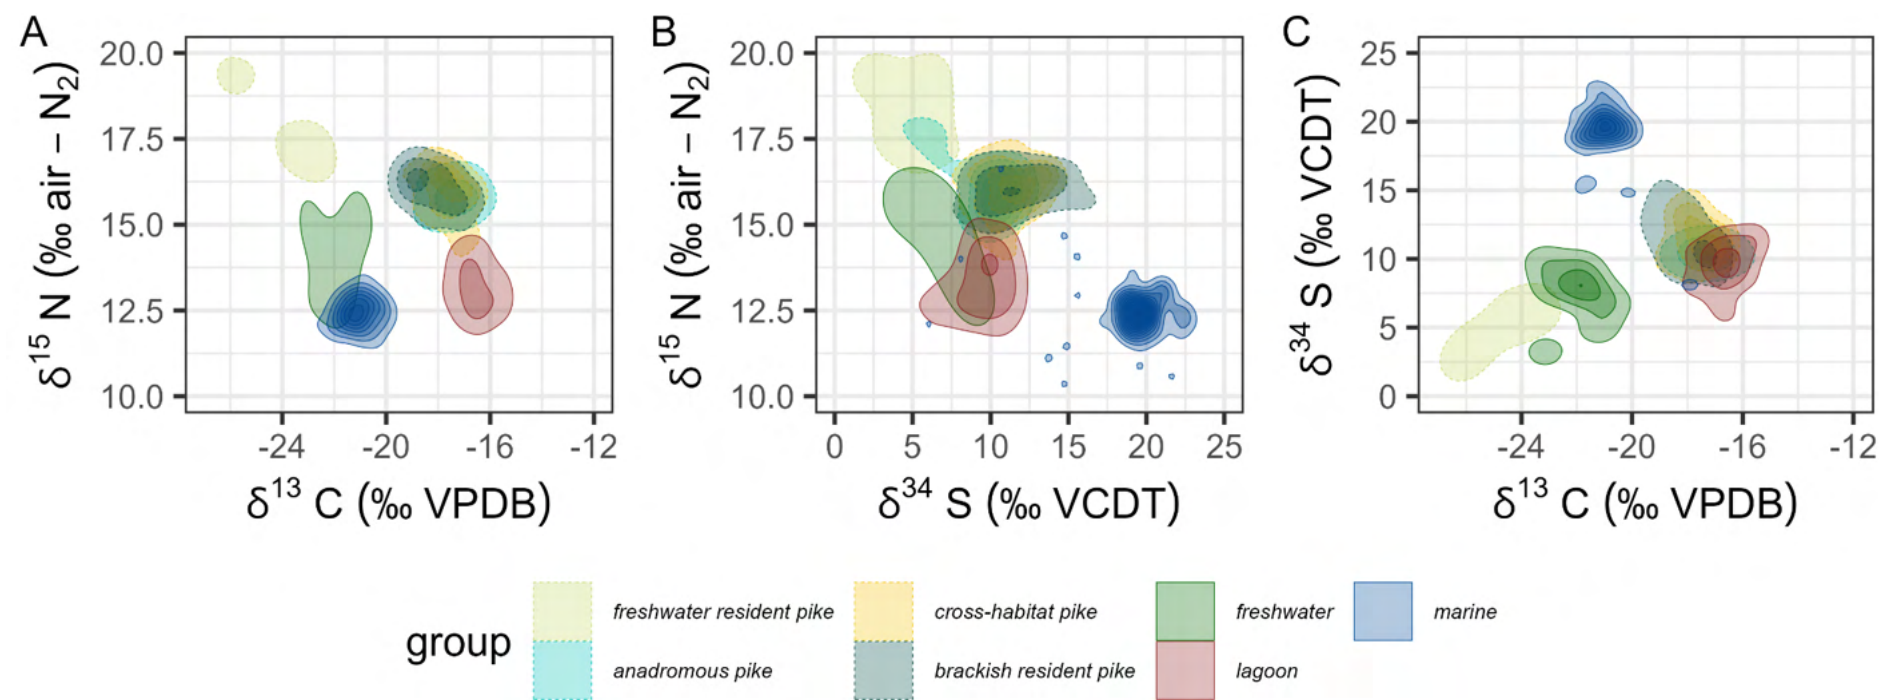 A
δ15 N (‰ air – N2)
20.0
17.5
15.0
12.5
10.0
-24 -20 -16 -12
δ13 C (‰ VPDB)
B
δ15 N (‰ air – N2)
20.0
17.5
15.0
12.5
10.0
0 5 10 15 20 25
δ34 S (‰ VCDT)
C
δ34 S (‰ VCDT)
25
20
15
10
5
0
-24 -20 -16 -12
δ13 C (‰ VPDB)
group
freshwater resident pike
cross-habitat pike
freshwater
marine
anadromous pike
brackish resident pike
lagoon